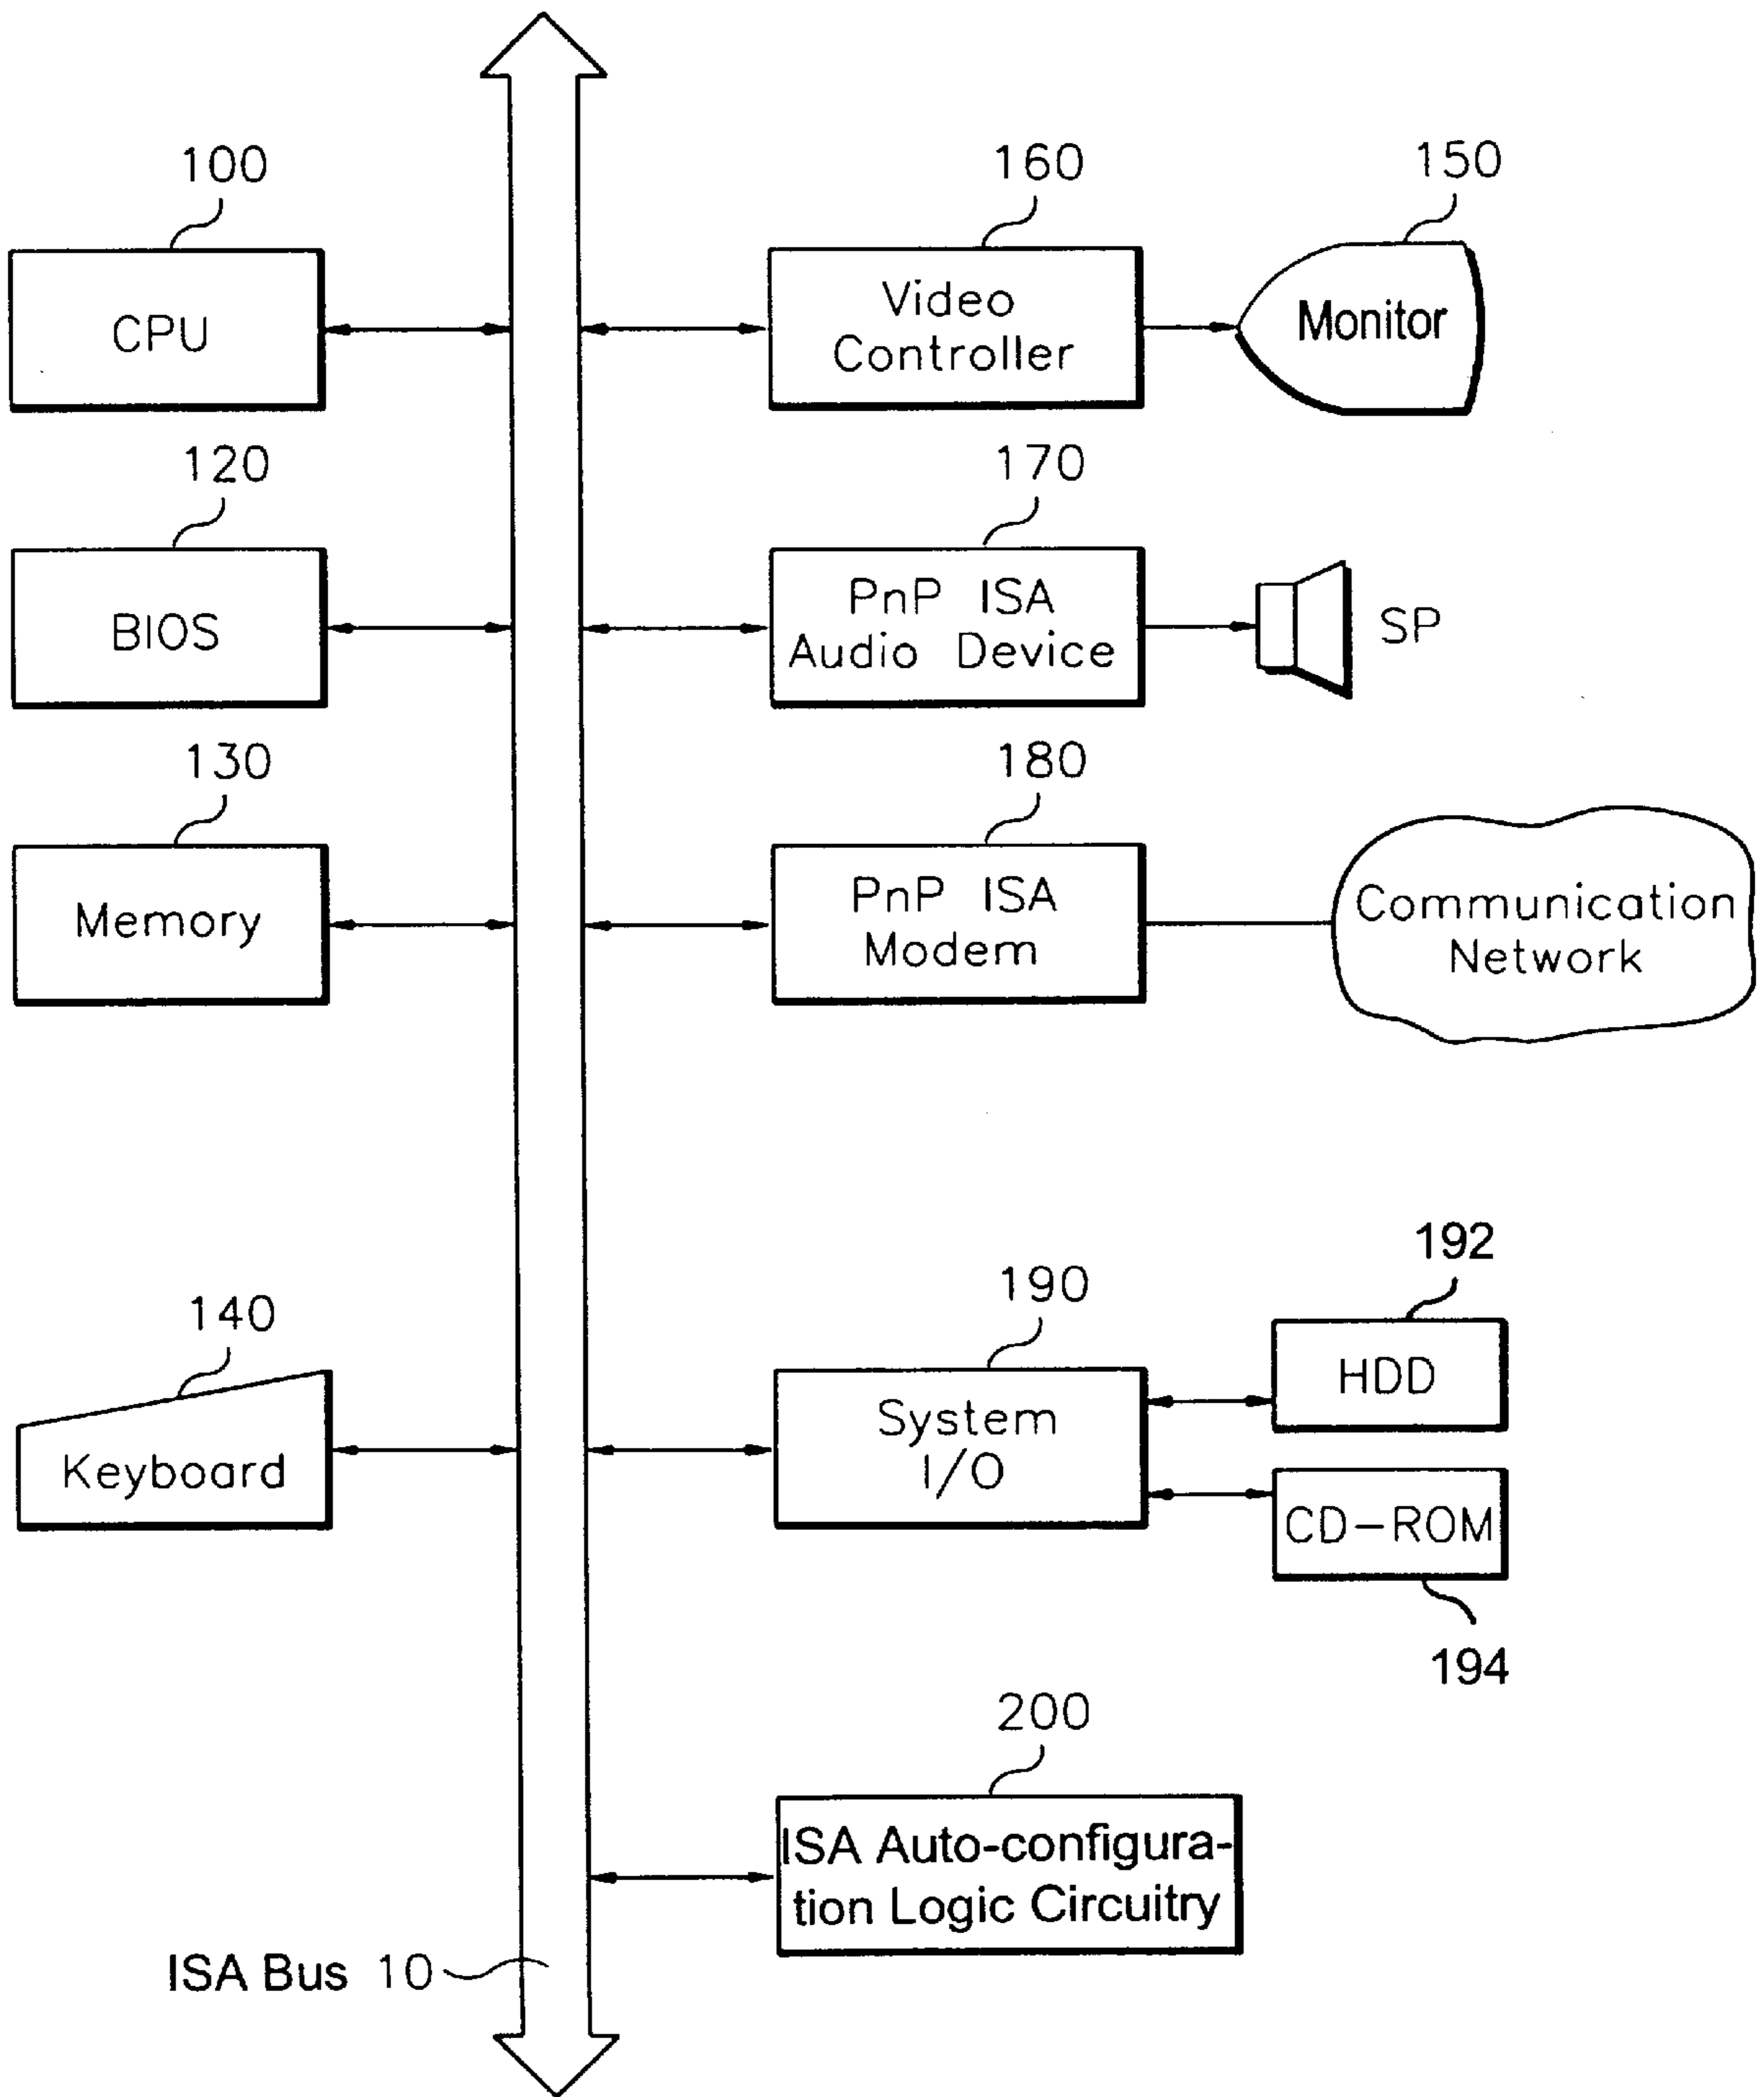 100
160
150
CPU
Video
Controller
Monitor
120
170
BIOS
PnP ISA
Audio Device
SP
130
180
Memory
PnP ISA
Modem
Communication
Network
192
190
140
HDD
System
I/O
Keyboard
CD-ROM
194
200
ISA Auto-configura-
tion Logic Circuitry
ISA Bus 10